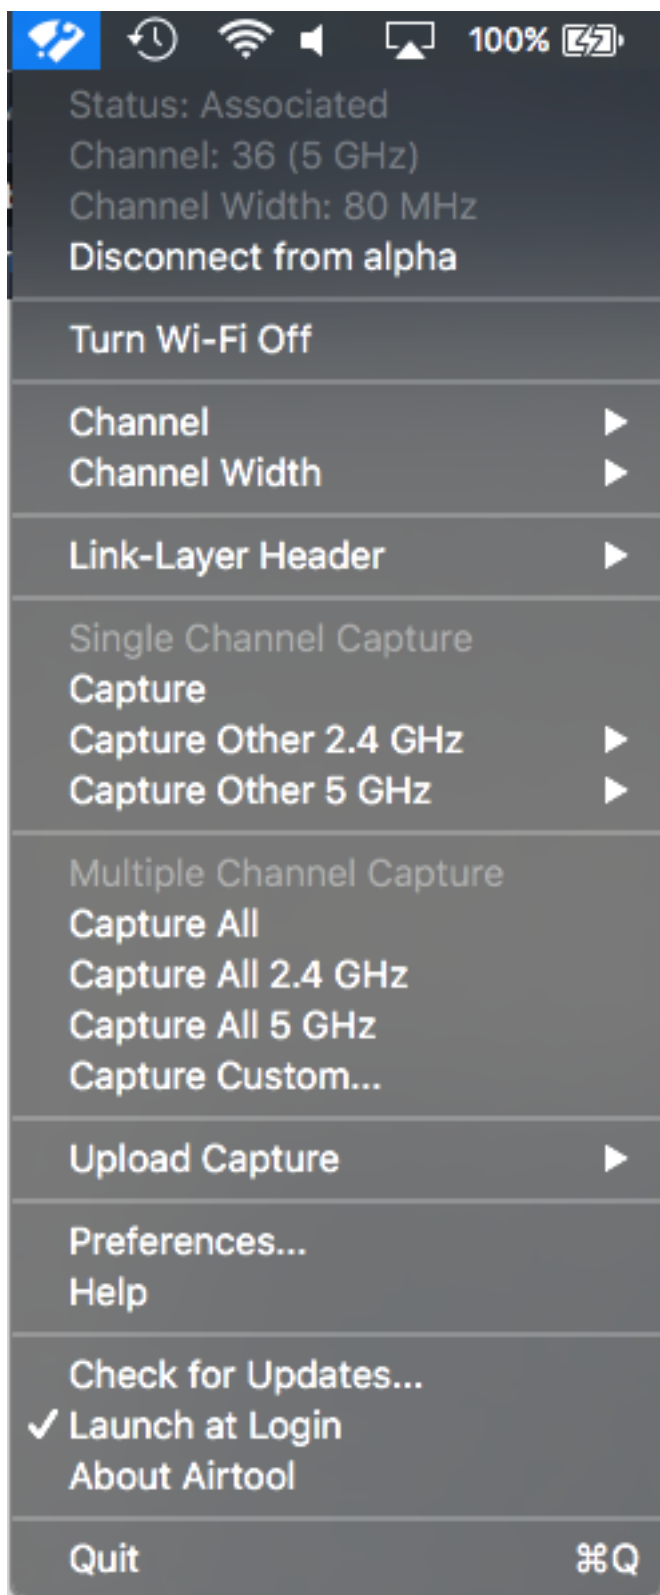 100%
Status: Associated
Channel: 36 (5 GHz)
Channel Width: 80 MHz
Disconnect from alpha
Turn Wi-Fi Off
Channel
Channel Width
Link-Layer Header
Single Channel Capture
Capture
Capture Other 2.4 GHz
Capture Other 5 GHz
Multiple Channel Capture
Capture All
Capture All 2.4 GHz
Capture All 5 GHz
Capture Custom...
Upload Capture
Preferences...
Help
Check for Updates...
Launch at Login
About Airtool
Quit ⌘Q